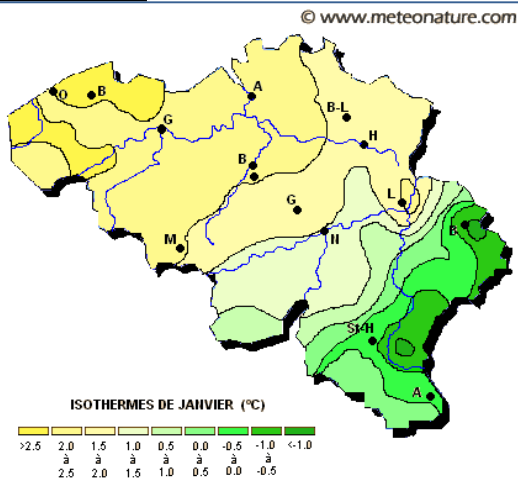 © www.meteonature.com
O B
A
B-L
G
H
B
L
G
M
N
B
St-H
A
ISOTHERMES DE JANVIER (°C)
>2.5 2.0 1.5 1.0 0.5 0.0 -0.5 -1.0 <-1.0
à à à à à à à
2.5 2.0 1.5 1.0 0.5 0.0 -0.5